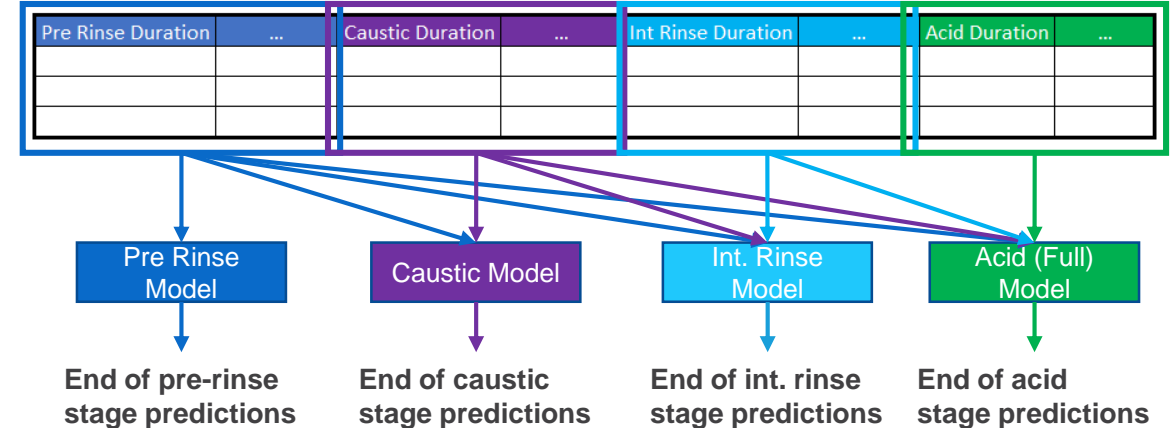 Pre Rinse Duration ... Caustic Duration ... Int Rinse Duration ... Acid Duration ...
Pre Rinse
Model
Caustic Model
Int. Rinse
Model
Acid (Full)
Model
End of pre-rinse
stage predictions
End of caustic
stage predictions
End of int. rinse
stage predictions
End of acid
stage predictions